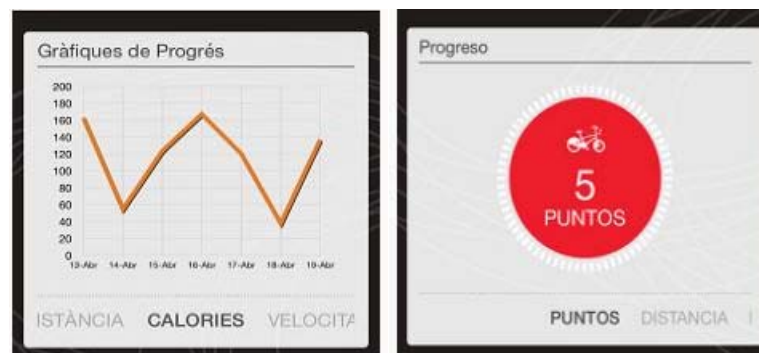 Gràfiques de Progrés
200
180
160
140
120
100
80
60
40
20
0
13-Abr 14-Abr 15-Abr 16-Abr 17-Abr 18-Abr 19-Abr
ISTÀNCIA CALORIES VELOCITA
Progreso
5
PUNTOS
PUNTOS DISTANCIA